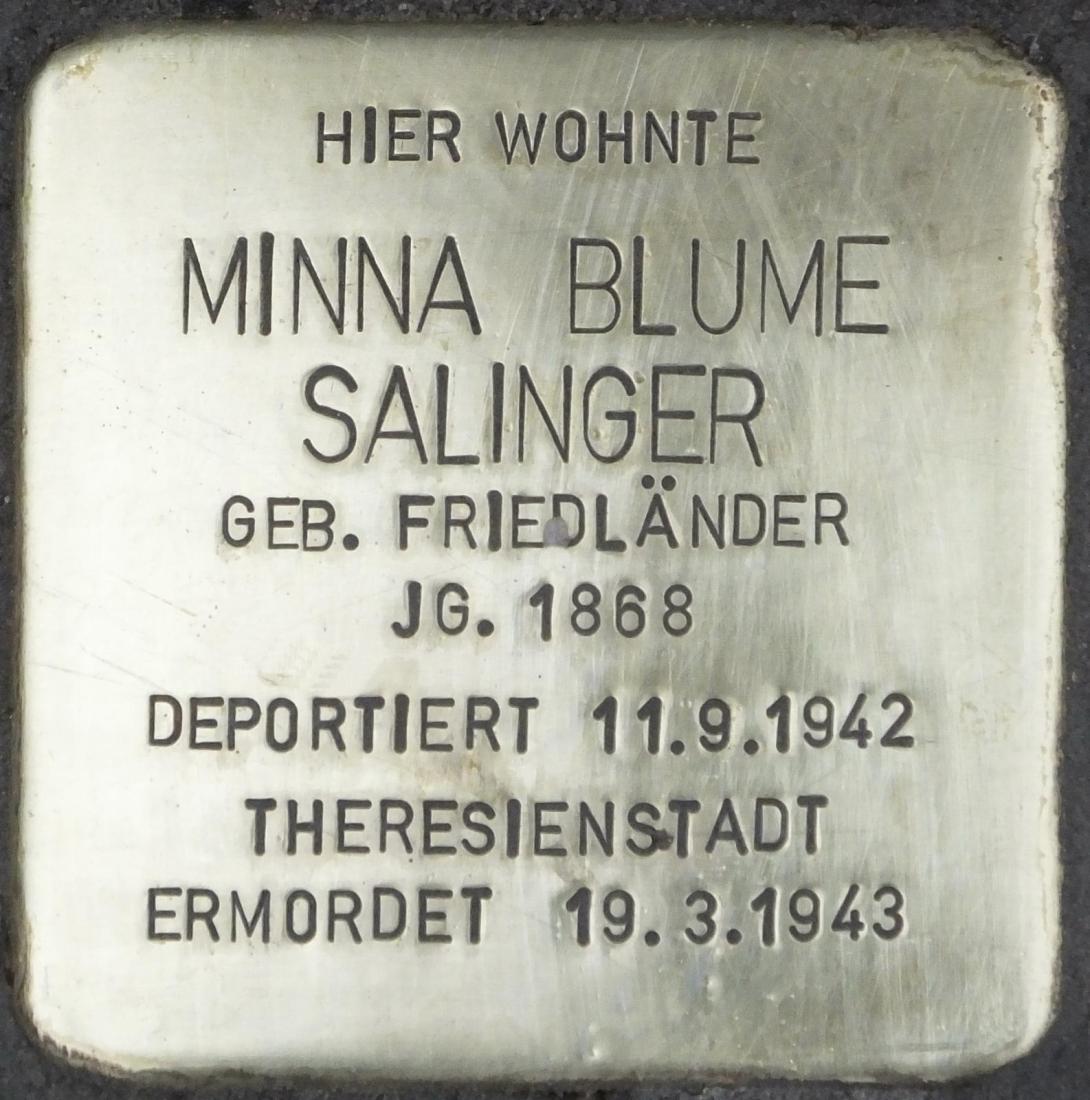 HIER WOHNTE
MINNA BLUME
SALINGER
GEB. FRIEDLÄNDER
JG. 1868
DEPORTIERT 11.9.1942
THERESIENSTADT
ERMORDET 19.3.1943